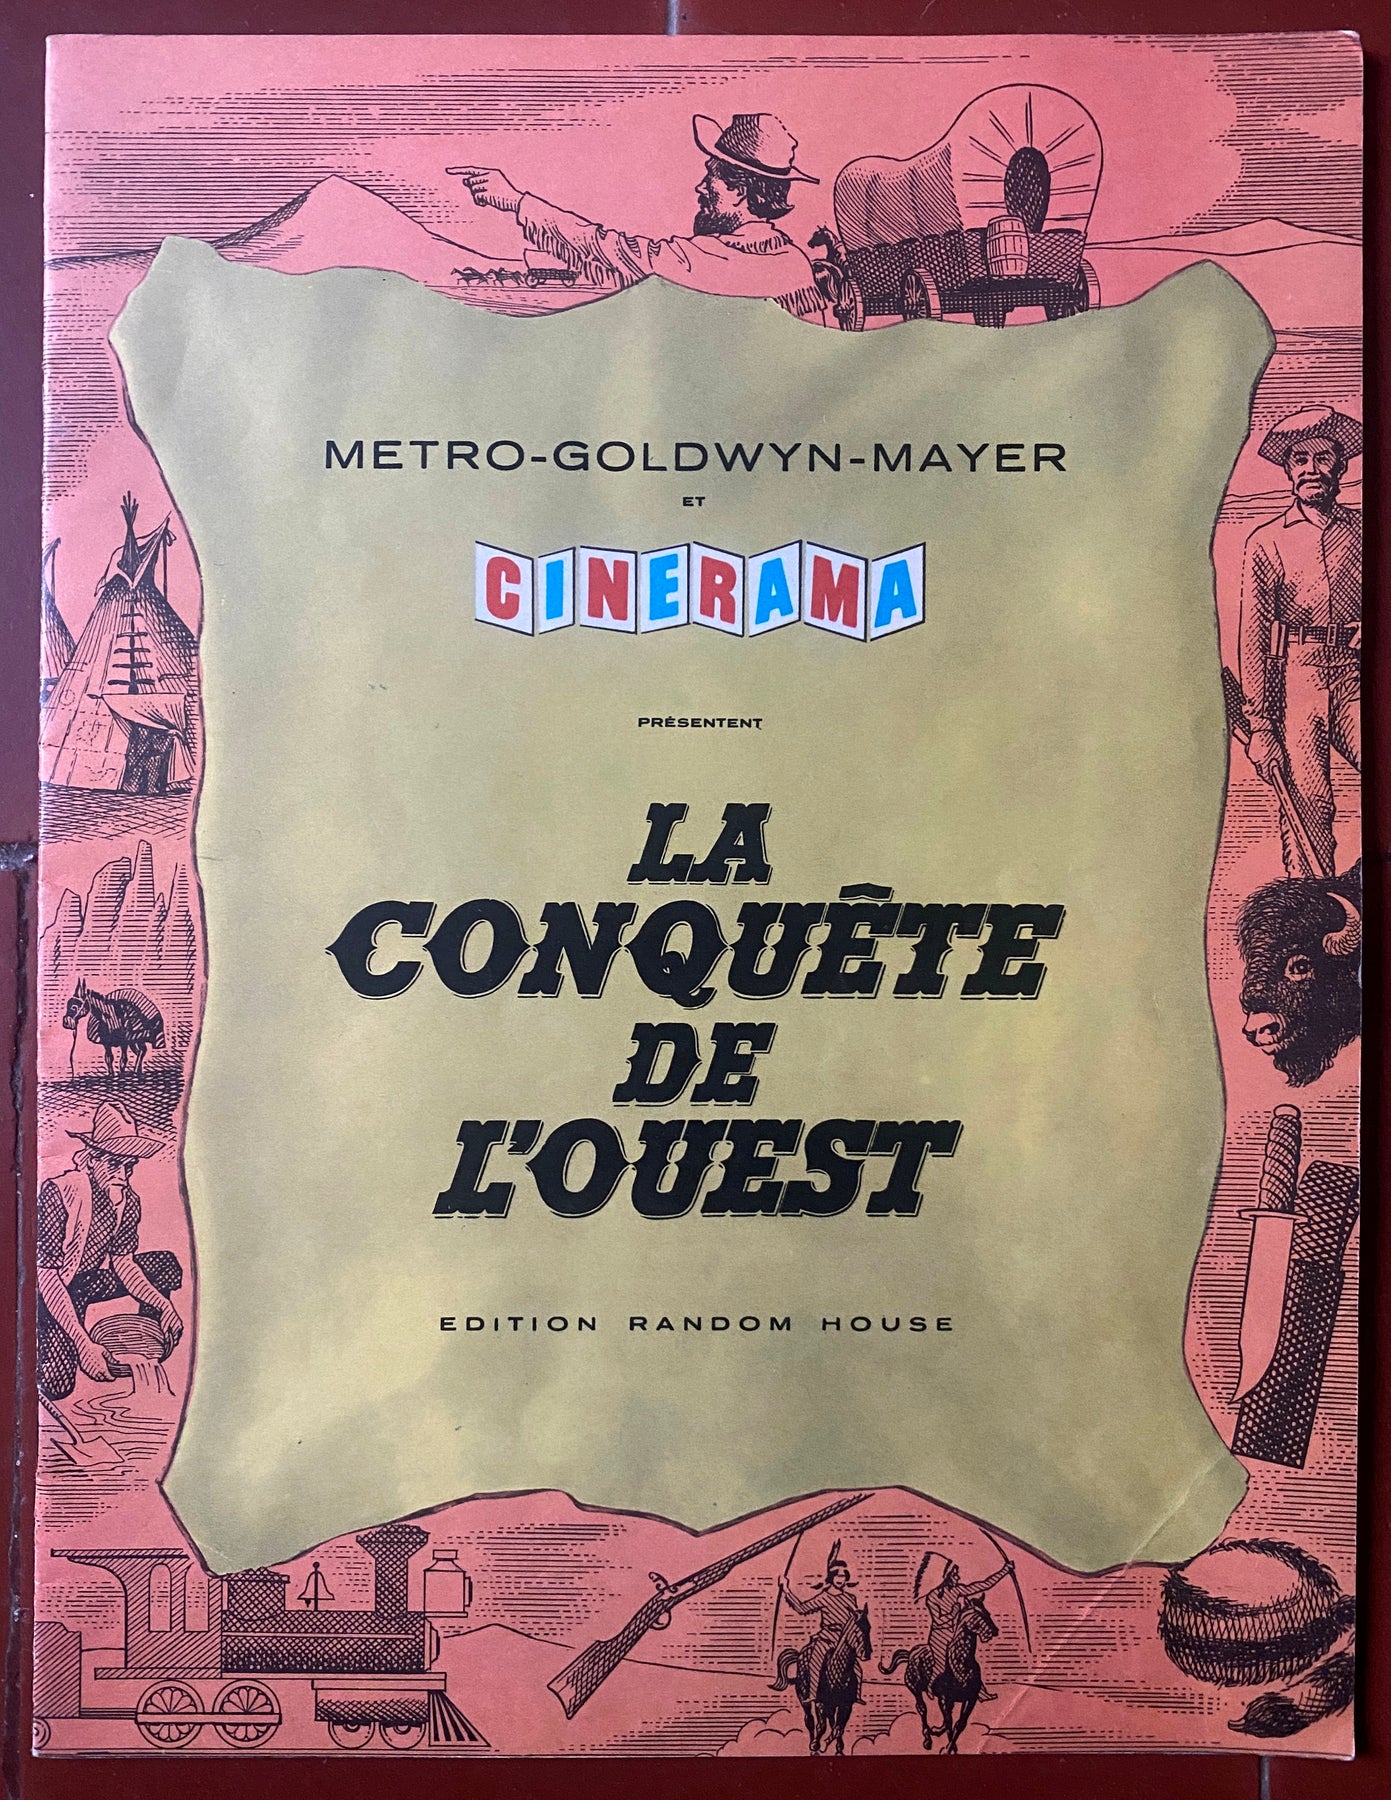 METRO-GOLDWYN-MAYER
ET
CINERAMA
PRÉSENTENT
LA
CONQUÊTE
DE
L'OUEST
EDITION RANDOM HOUSE